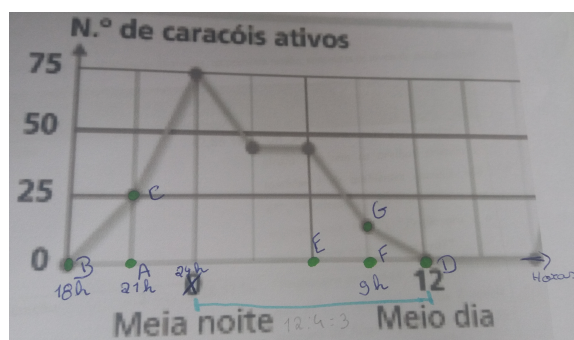 N.º de caracóis ativos
75
50
25
0
C
G
B
A
E
F
D
18h
21h
24h
0
9h
12
Horas
Meia noite
12:4=3
Meio dia